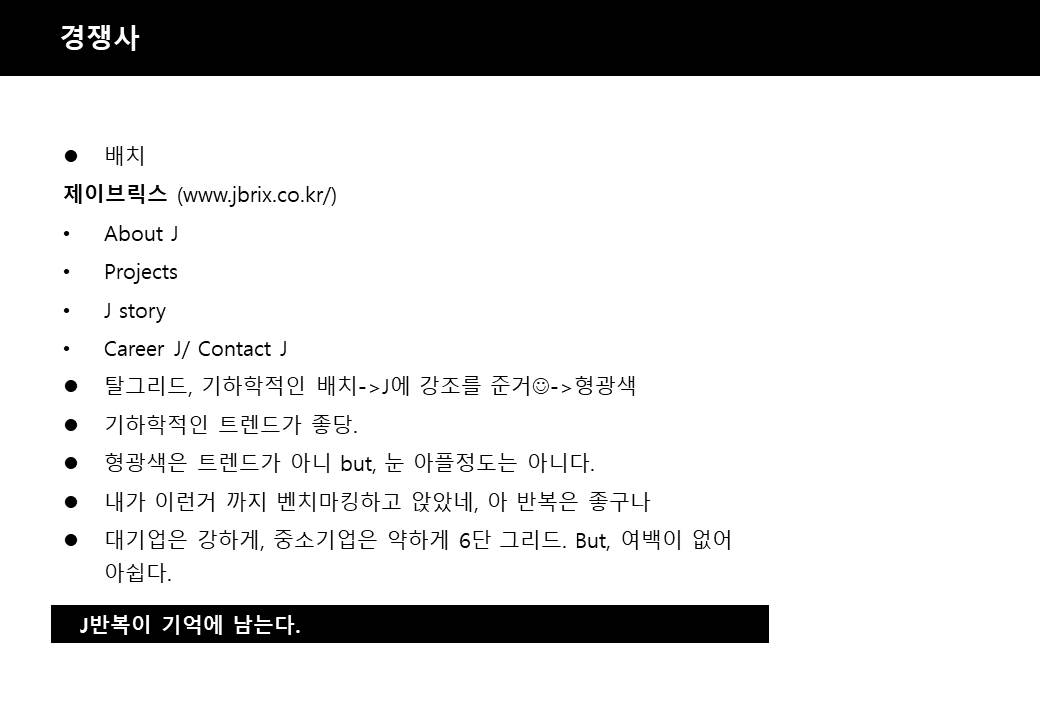 경쟁사
● 배치
제이브릭스 (www.jbrix.co.kr/)
• About J
• Projects
• J story
• Career J/ Contact J
● 탈그리드, 기하학적인 배치->J에 강조를 준거☺->형광색
● 기하학적인 트렌드가 좋당.
● 형광색은 트렌드가 아니 but, 눈 아플정도는 아니다.
● 내가 이런거 까지 벤치마킹하고 앉았네, 아 반복은 좋구나
● 대기업은 강하게, 중소기업은 약하게 6단 그리드. But, 여백이 없어
아쉽다.
J반복이 기억에 남는다.